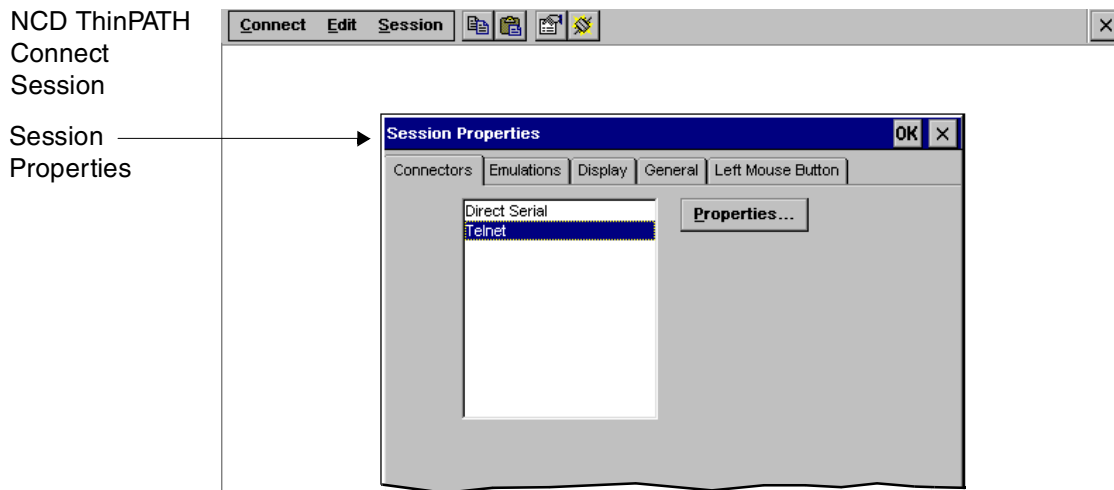 NCD ThinPATH
Connect
Session
Session
Properties
Connect Edit Session
Session Properties OK
Connectors Emulations Display General Left Mouse Button
Direct Serial
Telnet
Properties...